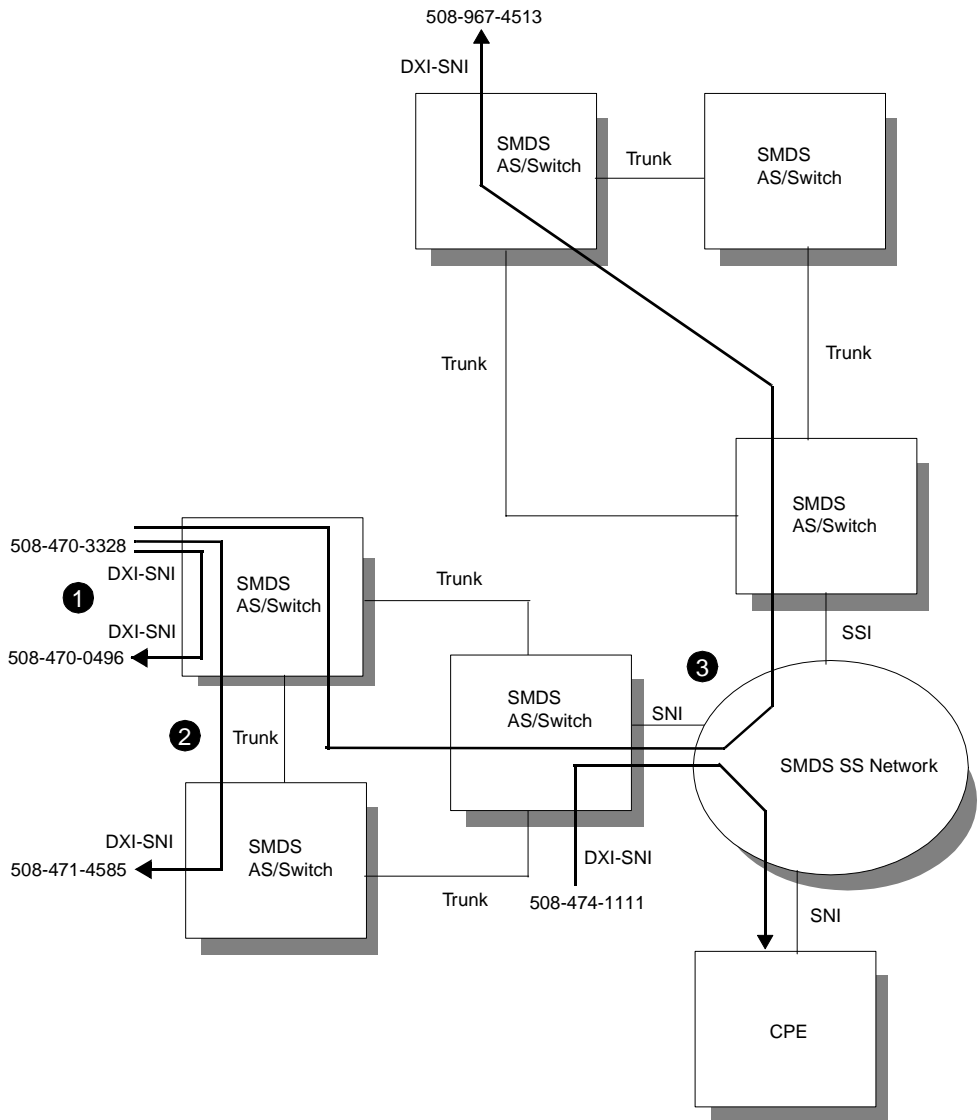 508-967-4513
DXI-SNI
SMDS
AS/Switch
Trunk
SMDS
AS/Switch
Trunk
Trunk
SMDS
AS/Switch
SSI
508-470-3328
DXI-SNI
1
DXI-SNI
508-470-0496
SMDS
AS/Switch
Trunk
2
Trunk
SMDS
AS/Switch
3
SNI
SMDS SS Network
DXI-SNI
508-471-4585
SMDS
AS/Switch
Trunk
DXI-SNI
508-474-1111
SNI
CPE